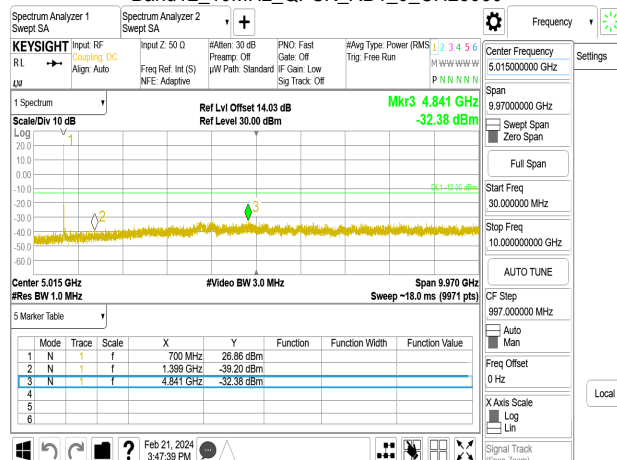 Spectrum Analyzer 1
Swept SA
Spectrum Analyzer 2
Swept SA
Frequency
KEYSIGHT
RL
Input: RF
Coupling: DC
Align: Auto
Input Z: 50 Ω
Freq Ref: Int (S)
NFE: Adaptive
#Atten: 30 dB
Preamp: Off
µW Path: Standard
PNO: Fast
Gate: Off
IF Gain: Low
Sig Track: Off
#Avg Type: Power (RMS
Trig: Free Run
1 2 3 4 5 6
M W W W W W
P N N N N N
Center Frequency
5.015000000 GHz
Settings
Span
9.97000000 GHz
Swept Span
Zero Span
Full Span
Start Freq
30.000000 MHz
Stop Freq
10.000000000 GHz
AUTO TUNE
CF Step
997.000000 MHz
Auto
Man
Freq Offset
0 Hz
X Axis Scale
Log
Lin
Signal Track
Local
1 Spectrum
Scale/Div 10 dB
Ref Lvl Offset 14.03 dB
Ref Level 30.00 dBm
Mkr3 4.841 GHz
-32.38 dBm
Log
20.0
10.0
0.00
-10.0
-20.0
-30.0
-40.0
-50.0
-60.0
1
2
3
DL1 -13.00 dBm
Center 5.015 GHz
#Res BW 1.0 MHz
#Video BW 3.0 MHz
Span 9.970 GHz
Sweep ~18.0 ms (9971 pts)
5 Marker Table
Mode Trace Scale X Y Function Function Width Function Value
1 N 1 f 700 MHz 26.86 dBm
2 N 1 f 1.399 GHz -39.20 dBm
3 N 1 f 4.841 GHz -32.38 dBm
4
5
6
Feb 21, 2024
3:47:39 PM